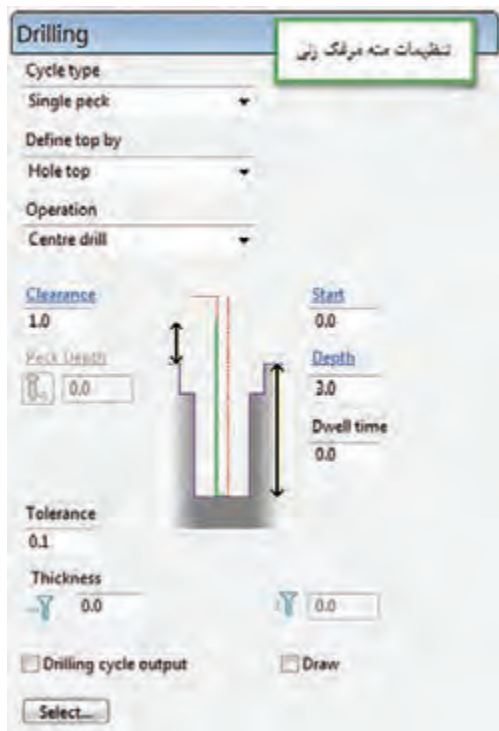 Drilling
تنظیمات مته مرغک زنی
Cycle type
Single peck
Define top by
Hole top
Operation
Centre drill
Clearance
1.0
Start
0.0
Peck Depth
0.0
Depth
3.0
Dwell time
0.0
Tolerance
0.1
Thickness
0.0
0.0
Drilling cycle output
Draw
Select...